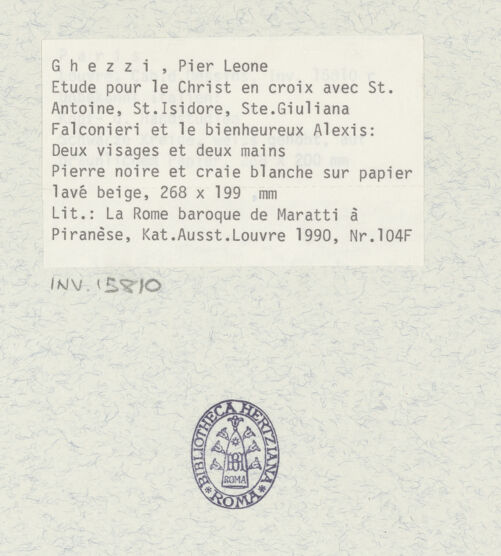 Ghezzi, Pier Leone
Etude pour le Christ en croix avec St.
Antoine, St.Isidore, Ste.Giuliana
Falconieri et le bienheureux Alexis:
Deux visages et deux mains
Pierre noire et craie blanche sur papier
lavé beige, 268 x 199 mm
Lit.: La Rome baroque de Maratti à
Piranèse, Kat.Ausst.Louvre 1990, Nr.104F
INV. 15810
BIBLIOTHECA HERTZIANA
ROMA
ROMA